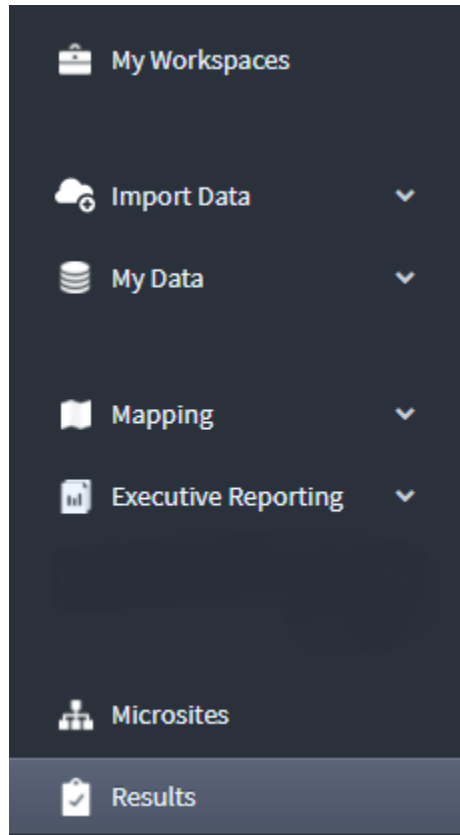 My Workspaces
Import Data
My Data
Mapping
Executive Reporting
Microsites
Results